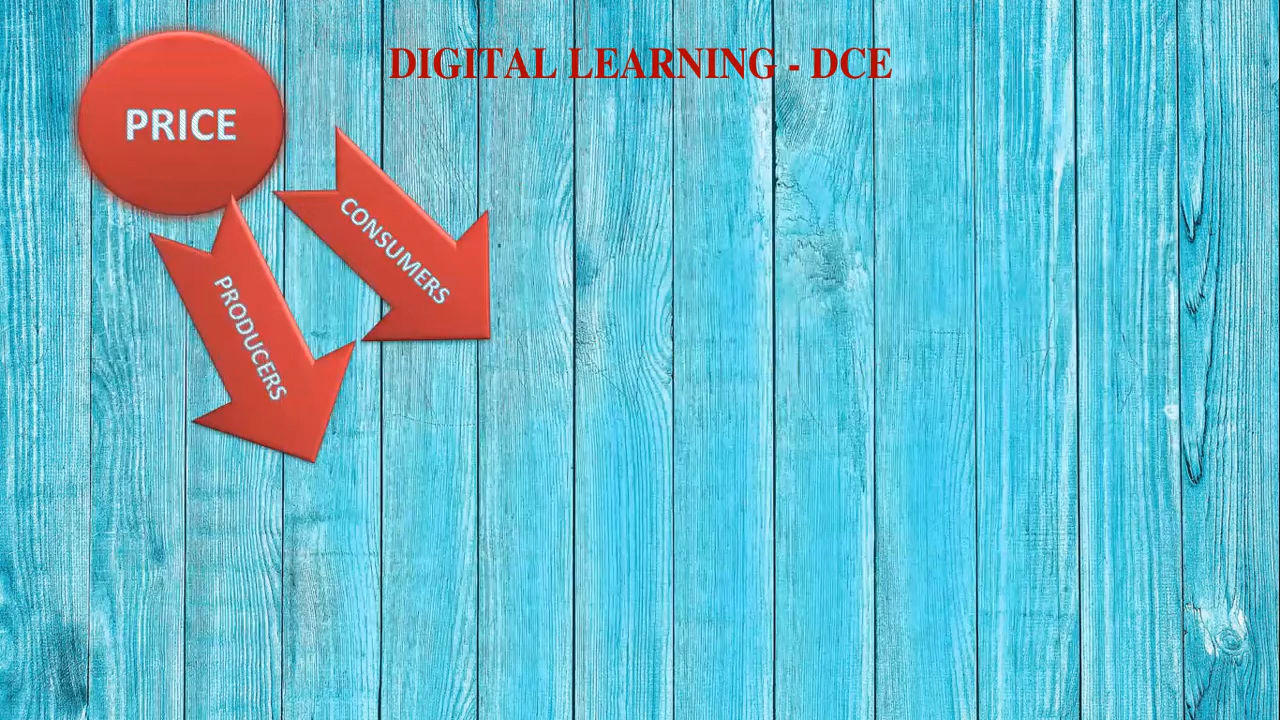 DIGITAL LEARNING - DCE
PRICE
CONSUMERS
PRODUCERS